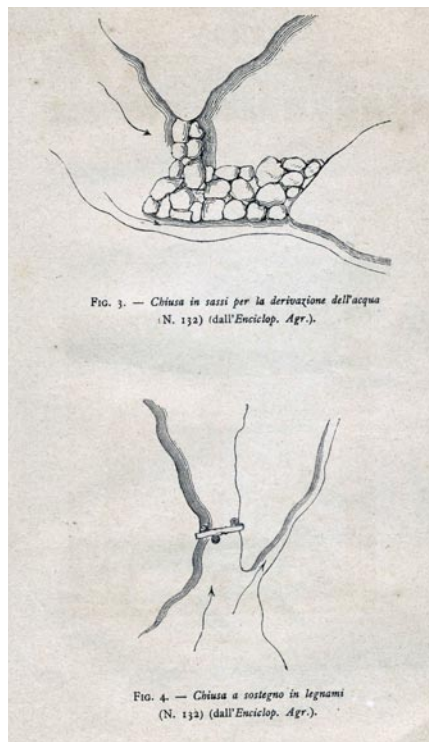 FIG. 3. — Chiusa in sassi per la derivazione dell'acqua
(N. 132) (dall'Enciclop. Agr.).
FIG. 4. — Chiusa a sostegno in legnami
(N. 132) (dall'Enciclop. Agr.).